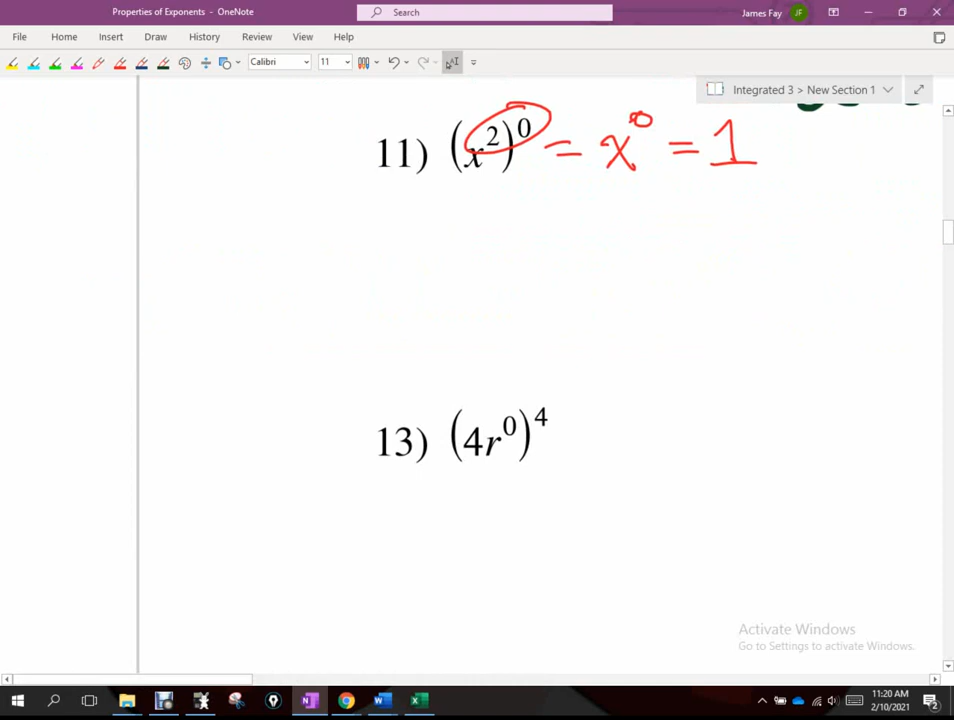 Properties of Exponents - OneNote
Search
James Fay JF
File Home Insert Draw History Review View Help
Calibri 11
Integrated 3 > New Section 1
11) (x²)⁰ = x⁰ = 1
13) (4r⁰)⁴
Activate Windows
Go to Settings to activate Windows.
11:20 AM
2/10/2021
2